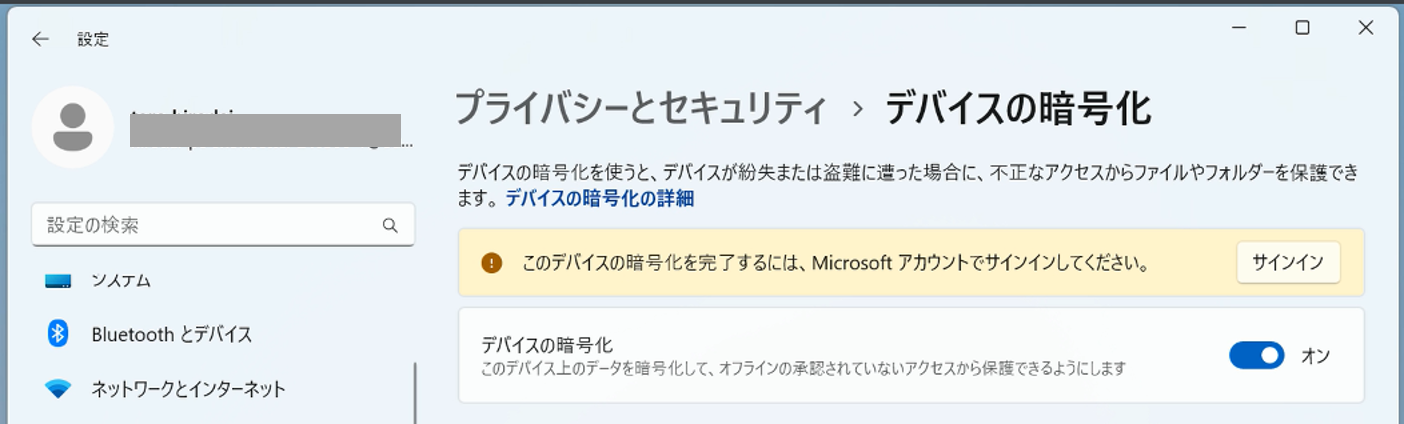 設定
プライバシーとセキュリティ › デバイスの暗号化
デバイスの暗号化を使うと、デバイスが紛失または盗難に遭った場合に、不正なアクセスからファイルやフォルダーを保護でき
ます。 デバイスの暗号化の詳細
設定の検索
このデバイスの暗号化を完了するには、Microsoft アカウントでサインインしてください。
サインイン
システム
Bluetooth とデバイス
ネットワークとインターネット
デバイスの暗号化
このデバイス上のデータを暗号化して、オフラインの承認されていないアクセスから保護できるようにします
オン